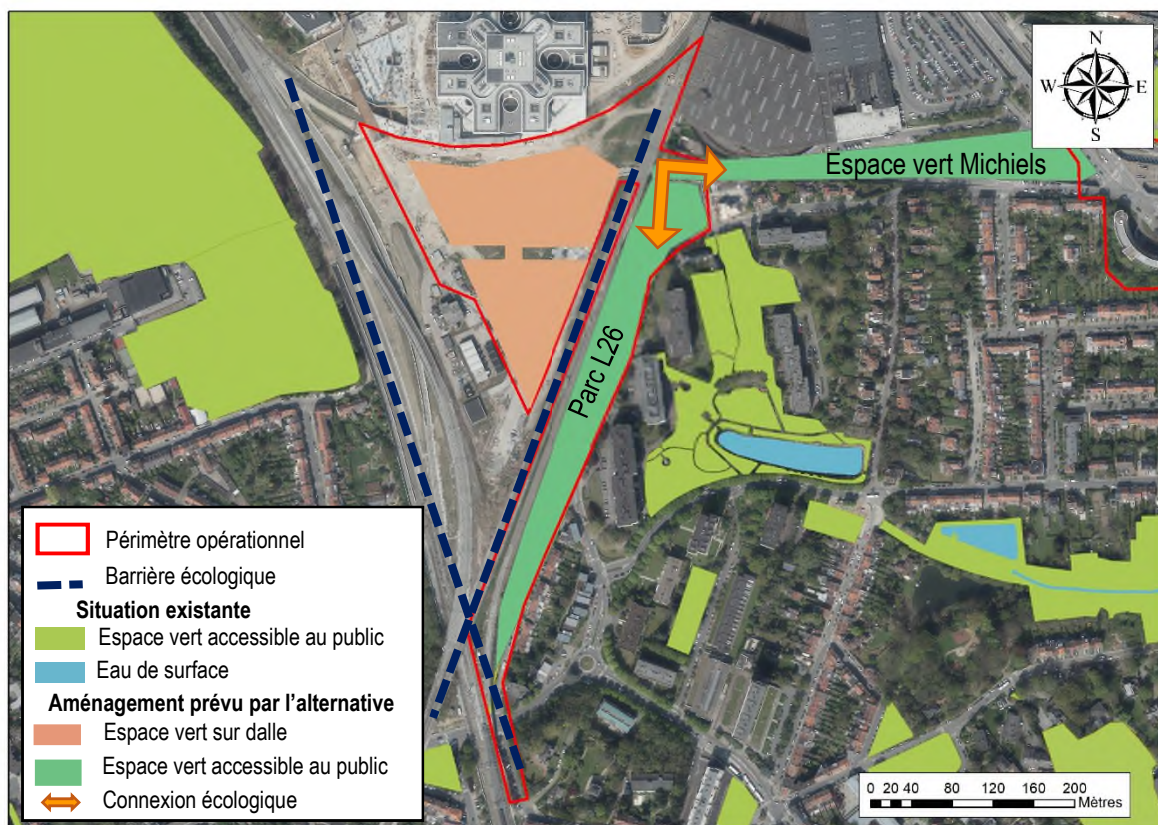 N
W E
S
Espace vert Michiels
Parc L26
Périmètre opérationnel
Barrière écologique
Situation existante
Espace vert accessible au public
Eau de surface
Aménagement prévu par l'alternative
Espace vert sur dalle
Espace vert accessible au public
Connexion écologique
0 20 40 80 120 160 200
Mètres